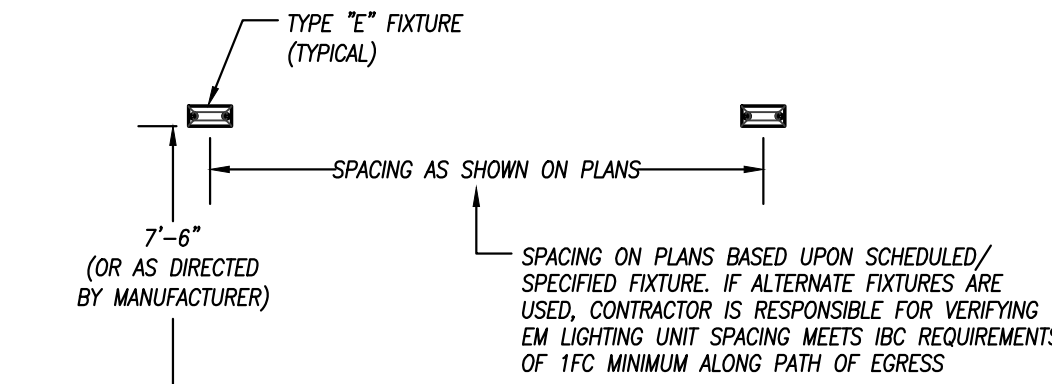 TYPE "E" FIXTURE
(TYPICAL)
SPACING AS SHOWN ON PLANS
7'-6"
(OR AS DIRECTED
BY MANUFACTURER)
SPACING ON PLANS BASED UPON SCHEDULED/
SPECIFIED FIXTURE. IF ALTERNATE FIXTURES ARE
USED, CONTRACTOR IS RESPONSIBLE FOR VERIFYING
EM LIGHTING UNIT SPACING MEETS IBC REQUIREMENTS
OF 1FC MINIMUM ALONG PATH OF EGRESS